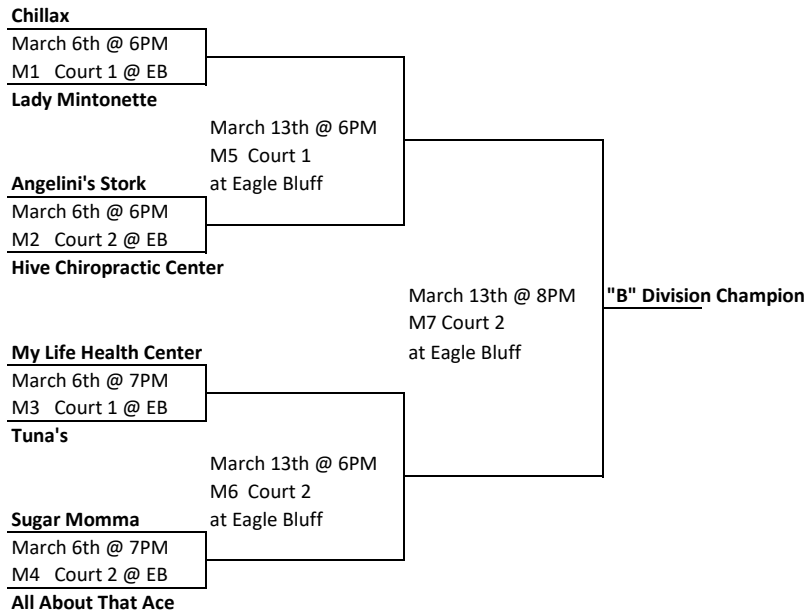 Chillax
March 6th @ 6PM
M1 Court 1 @ EB
Lady Mintonette
March 13th @ 6PM
M5 Court 1
at Eagle Bluff
Angelini's Stork
March 6th @ 6PM
M2 Court 2 @ EB
Hive Chiropractic Center
March 13th @ 8PM
M7 Court 2
at Eagle Bluff
"B" Division Champion
My Life Health Center
March 6th @ 7PM
M3 Court 1 @ EB
Tuna's
March 13th @ 6PM
M6 Court 2
at Eagle Bluff
Sugar Momma
March 6th @ 7PM
M4 Court 2 @ EB
All About That Ace